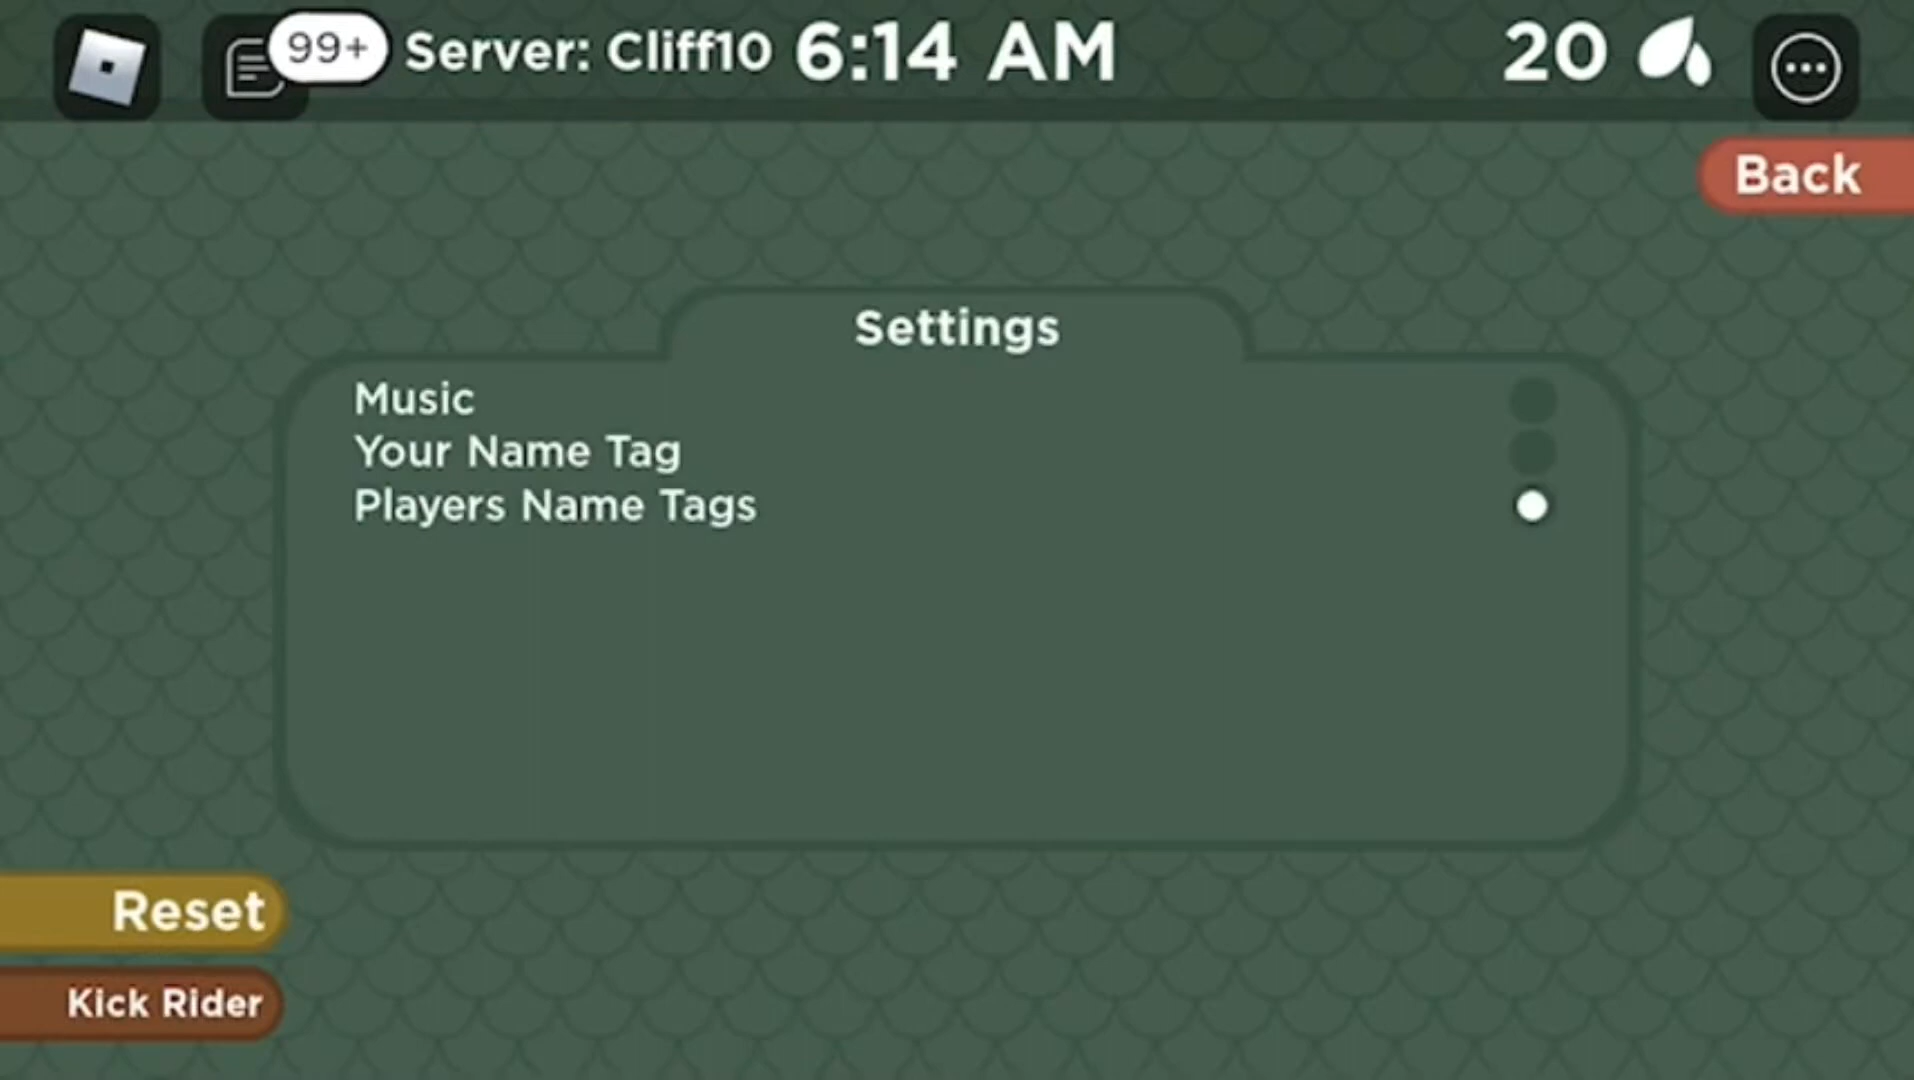 99+
Server: Cliff10
6:14 AM
20
Back
Settings
Music
Your Name Tag
Players Name Tags
Reset
Kick Rider